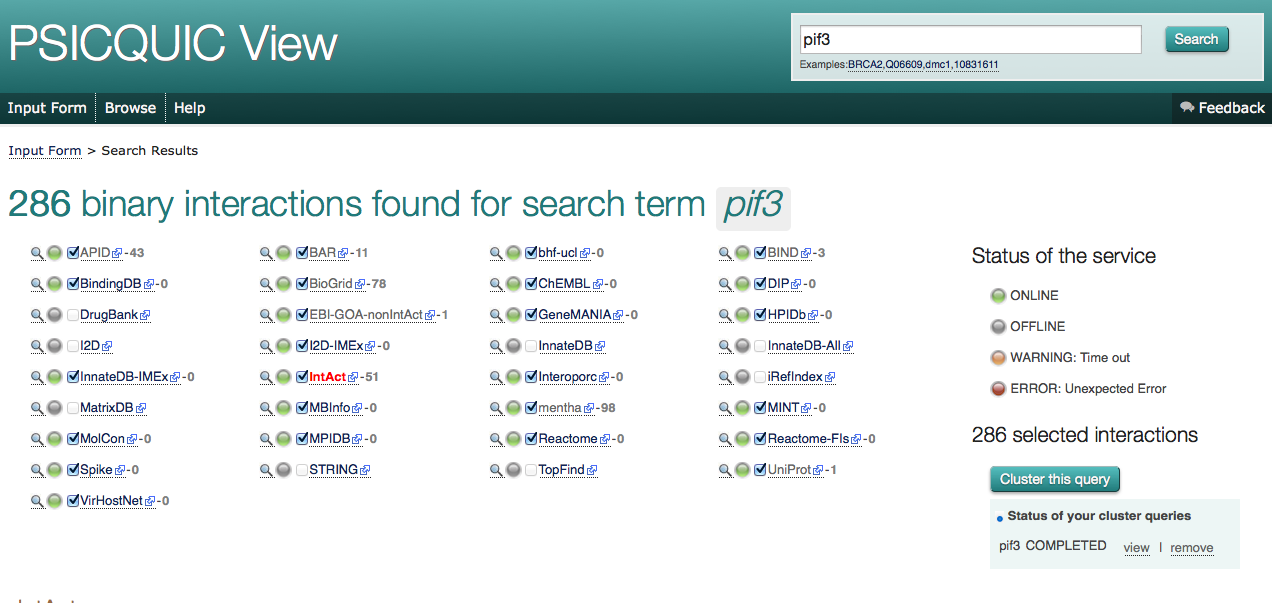 PSICQUIC View
pif3
Search
Examples:BRCA2,Q06609,dmc1,10831611
Input Form Browse Help
Feedback
Input Form > Search Results
286 binary interactions found for search term pif3
APID-43 BAR-11 bhf-ucl-0 BIND-3
BindingDB-0 BioGrid-78 ChEMBL-0 DIP-0
DrugBank EBI-GOA-nonIntAct-1 GeneMANIA-0 HPIDb-0
I2D I2D-IMEx-0 InnateDB InnateDB-All
InnateDB-IMEx-0 IntAct-51 Interoporc-0 iRefIndex
MatrixDB MBInfo-0 mentha-98 MINT-0
MolCon-0 MPIDB-0 Reactome-0 Reactome-FIs-0
Spike-0 STRING TopFind UniProt-1
VirHostNet-0
Status of the service
ONLINE
OFFLINE
WARNING: Time out
ERROR: Unexpected Error
286 selected interactions
Cluster this query
Status of your cluster queries
pif3 COMPLETED view | remove